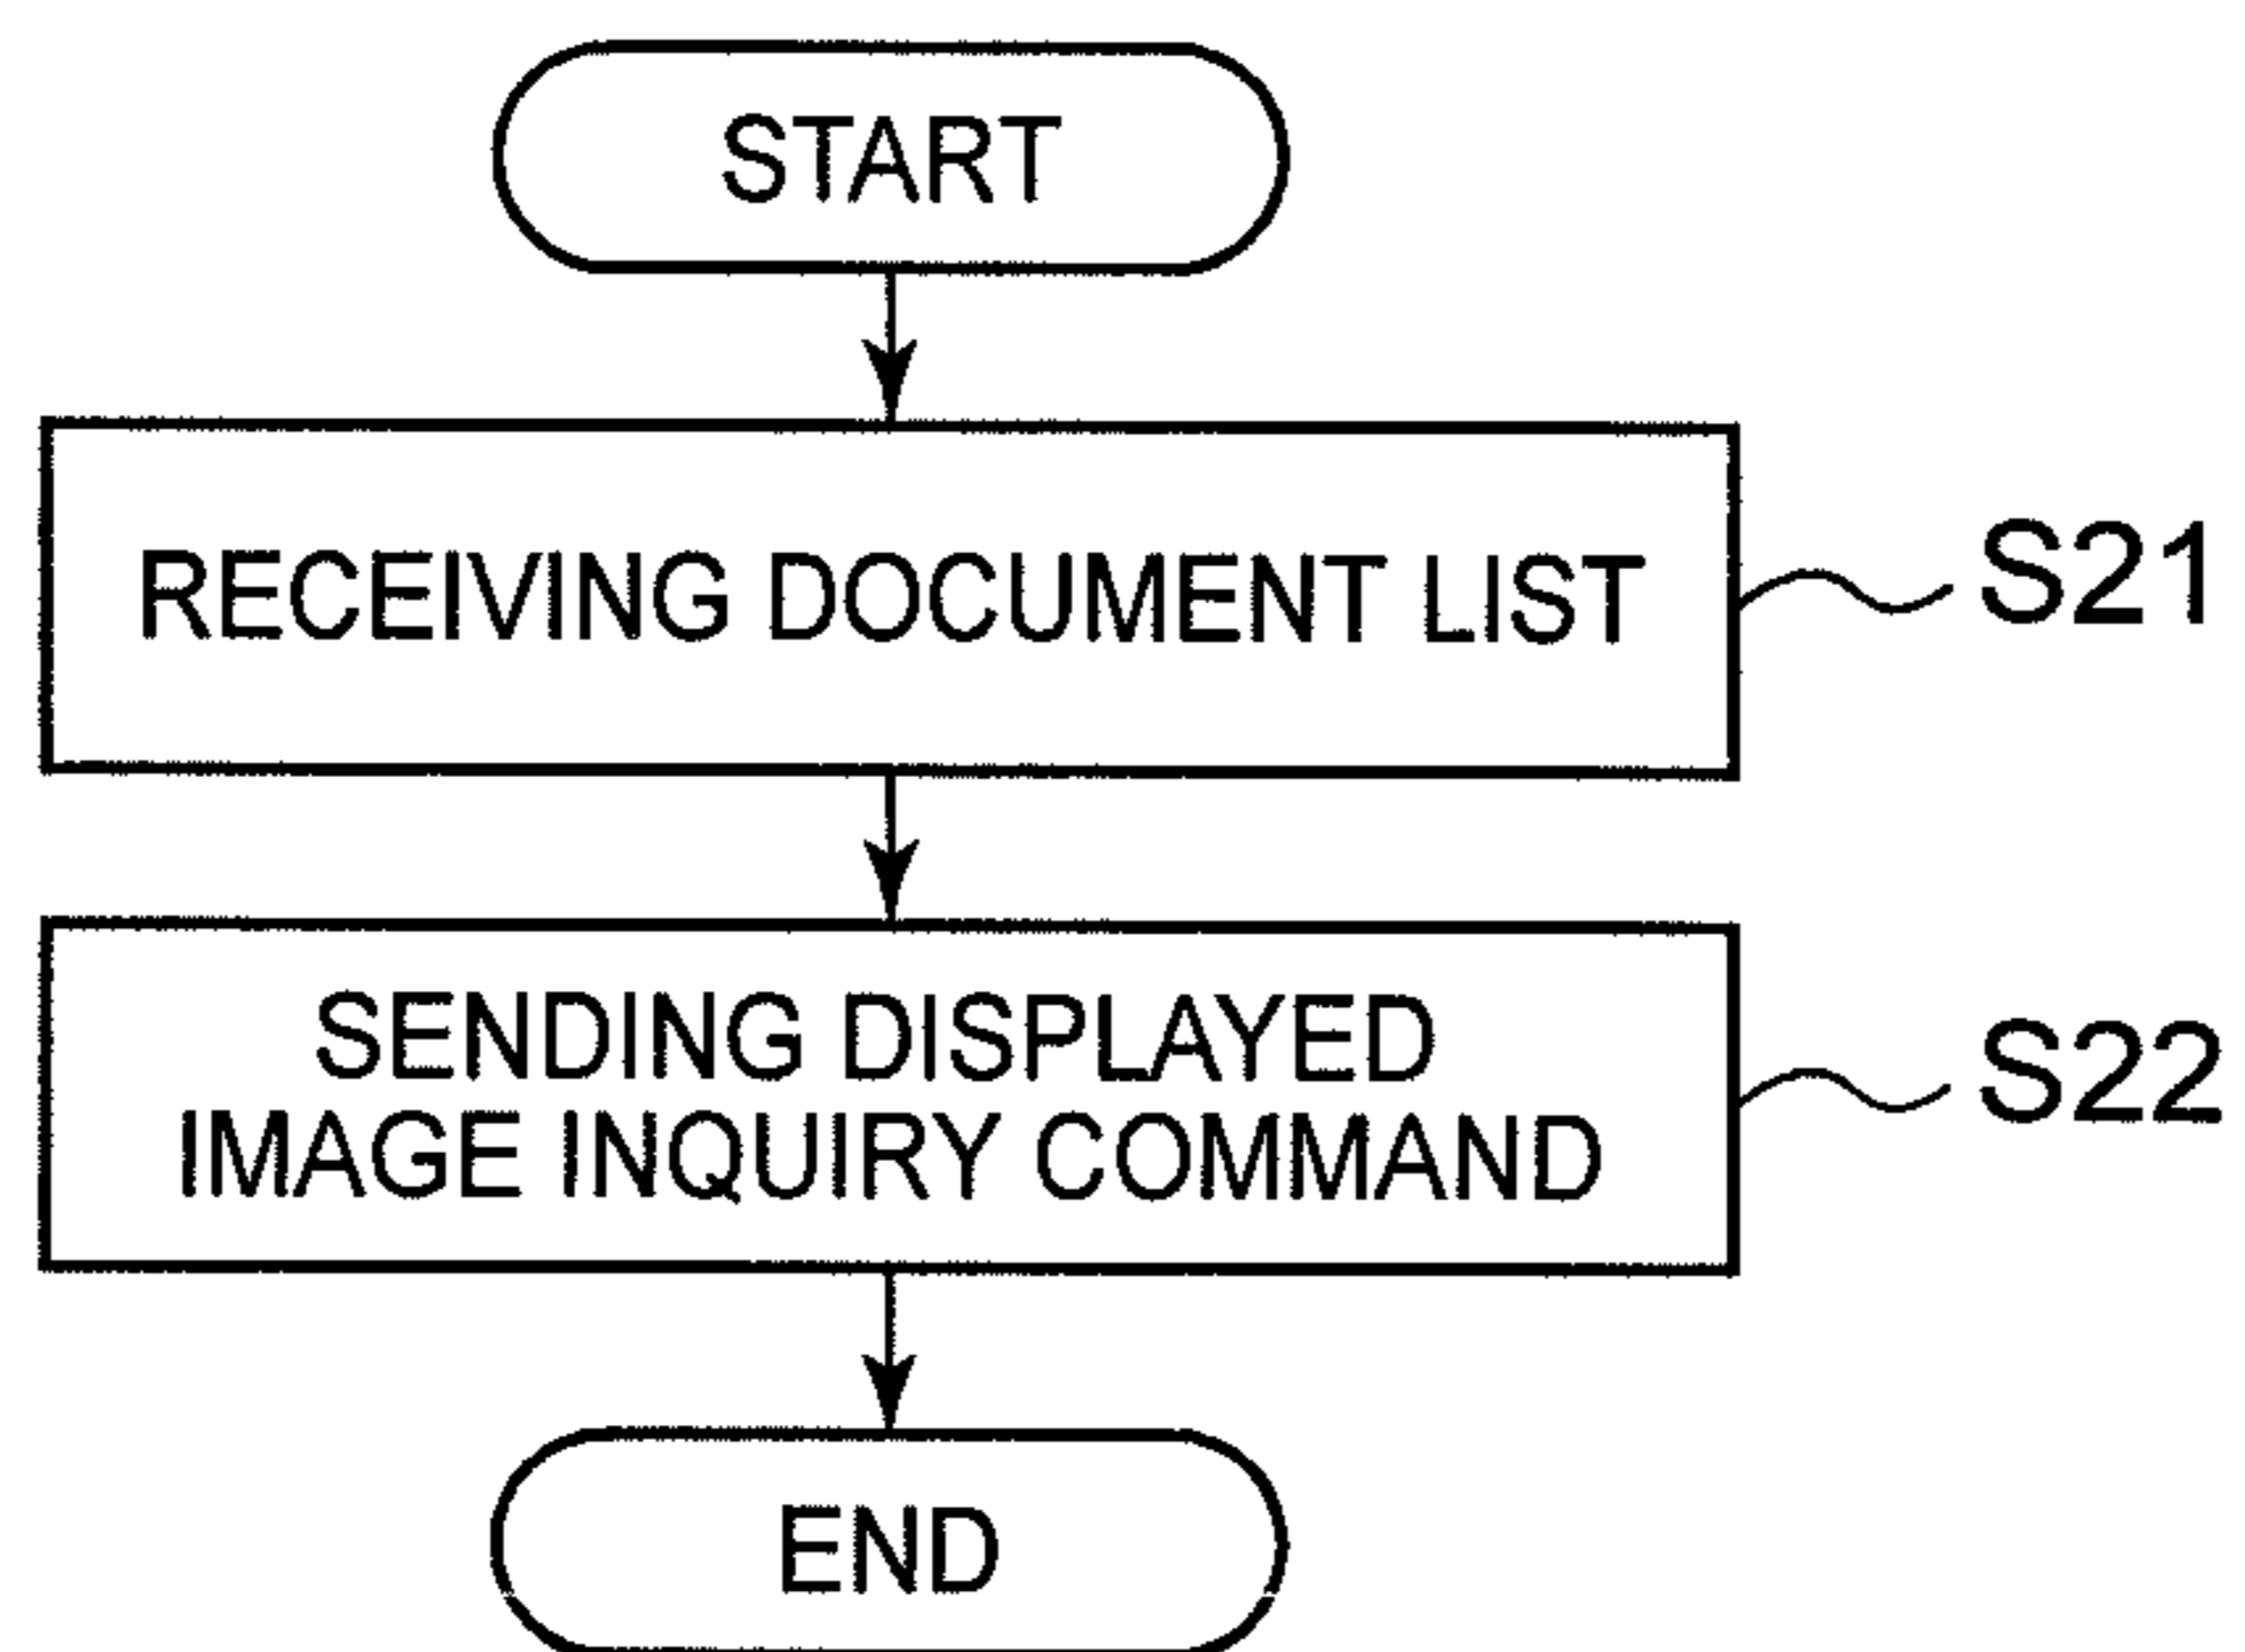 START
RECEIVING DOCUMENT LIST
S21
SENDING DISPLAYED
IMAGE INQUIRY COMMAND
S22
END